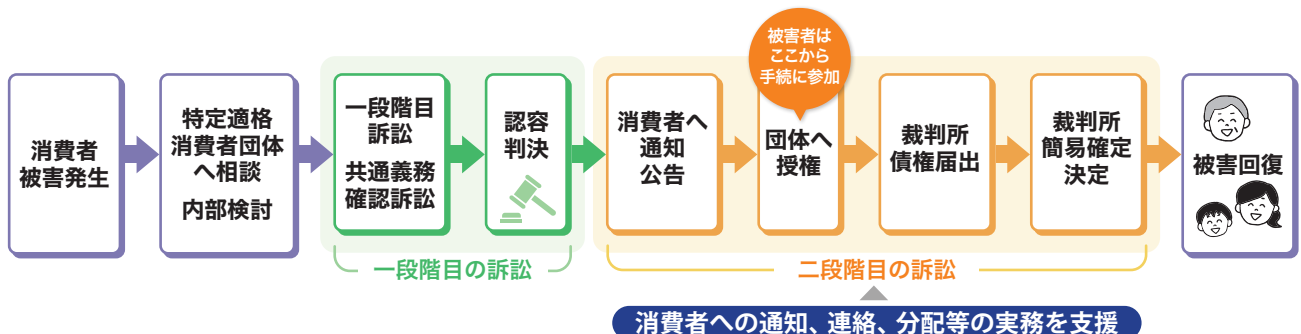 消費者
被害発生
特定適格
消費者団体
へ相談
内部検討
一段階目
訴訟
共通義務
確認訴訟
認容
判決
一段階目の訴訟
消費者へ
通知
公告
被害者は
ここから
手続に参加
団体へ
授権
裁判所
債権届出
裁判所
簡易確定
決定
二段階目の訴訟
被害回復
消費者への通知、連絡、分配等の実務を支援